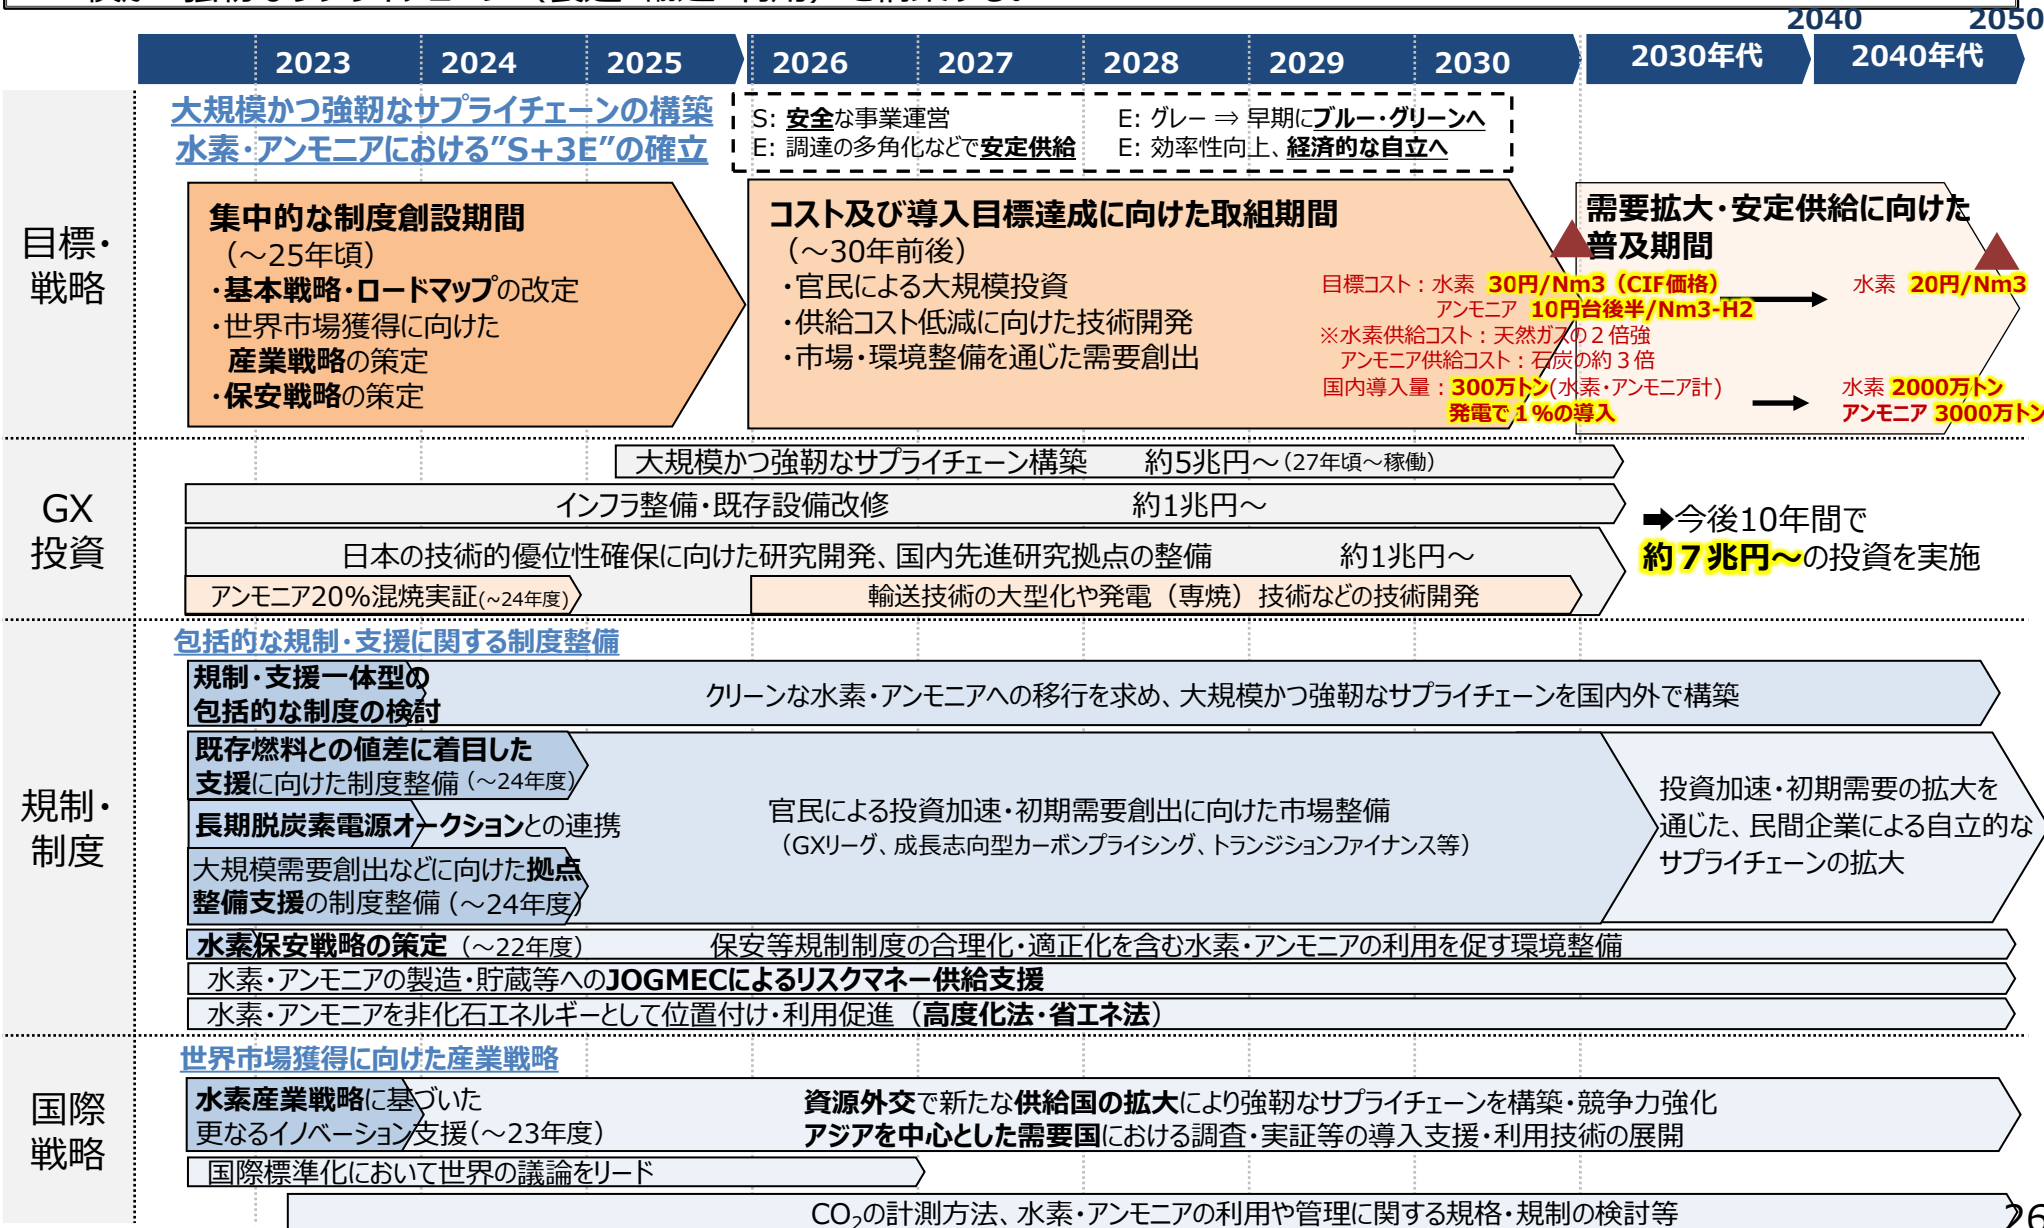 2040 2050
2023 2024 2025 2026 2027 2028 2029 2030 2030年代 2040年代
目標・
戦略
大規模かつ強靭なサプライチェーンの構築
水素・アンモニアにおける”S+3E”の確立
S: 安全な事業運営 E: グレー ⇒ 早期にブルー・グリーンへ
E: 調達の多角化などで安定供給 E: 効率性向上、経済的な自立へ
集中的な制度創設期間
（～25年頃）
・基本戦略・ロードマップの改定
・世界市場獲得に向けた
産業戦略の策定
・保安戦略の策定
コスト及び導入目標達成に向けた取組期間
（～30年前後）
・官民による大規模投資
・供給コスト低減に向けた技術開発
・市場・環境整備を通じた需要創出
需要拡大・安定供給に向けた
普及期間
目標コスト：水素 30円/Nm3（CIF価格） 水素 20円/Nm3
アンモニア 10円台後半/Nm3-H2
※水素供給コスト：天然ガスの２倍強
アンモニア供給コスト：石炭の約３倍
国内導入量：300万トン(水素・アンモニア計) 水素 2000万トン
発電で１％の導入 アンモニア 3000万トン
GX
投資
大規模かつ強靭なサプライチェーン構築 約5兆円～（27年頃～稼働）
インフラ整備・既存設備改修 約1兆円～
日本の技術的優位性確保に向けた研究開発、国内先進研究拠点の整備 約1兆円～
アンモニア20%混焼実証(~24年度) 輸送技術の大型化や発電（専焼）技術などの技術開発
➡今後10年間で
約７兆円～の投資を実施
規制・
制度
包括的な規制・支援に関する制度整備
規制・支援一体型の
包括的な制度の検討
クリーンな水素・アンモニアへの移行を求め、大規模かつ強靭なサプライチェーンを国内外で構築
既存燃料との値差に着目した
支援に向けた制度整備（～24年度）
長期脱炭素電源オークションとの連携
大規模需要創出などに向けた拠点
整備支援の制度整備（～24年度）
官民による投資加速・初期需要創出に向けた市場整備
（GXリーグ、成長志向型カーボンプライシング、トランジションファイナンス等）
投資加速・初期需要の拡大を
通じた、民間企業による自立的な
サプライチェーンの拡大
水素保安戦略の策定（～22年度） 保安等規制制度の合理化・適正化を含む水素・アンモニアの利用を促す環境整備
水素・アンモニアの製造・貯蔵等へのJOGMECによるリスクマネー供給支援
水素・アンモニアを非化石エネルギーとして位置付け・利用促進（高度化法・省エネ法）
国際
戦略
世界市場獲得に向けた産業戦略
水素産業戦略に基づいた
更なるイノベーション支援(～23年度)
資源外交で新たな供給国の拡大により強靭なサプライチェーンを構築・競争力強化
アジアを中心とした需要国における調査・実証等の導入支援・利用技術の展開
国際標準化において世界の議論をリード
CO₂の計測方法、水素・アンモニアの利用や管理に関する規格・規制の検討等
26